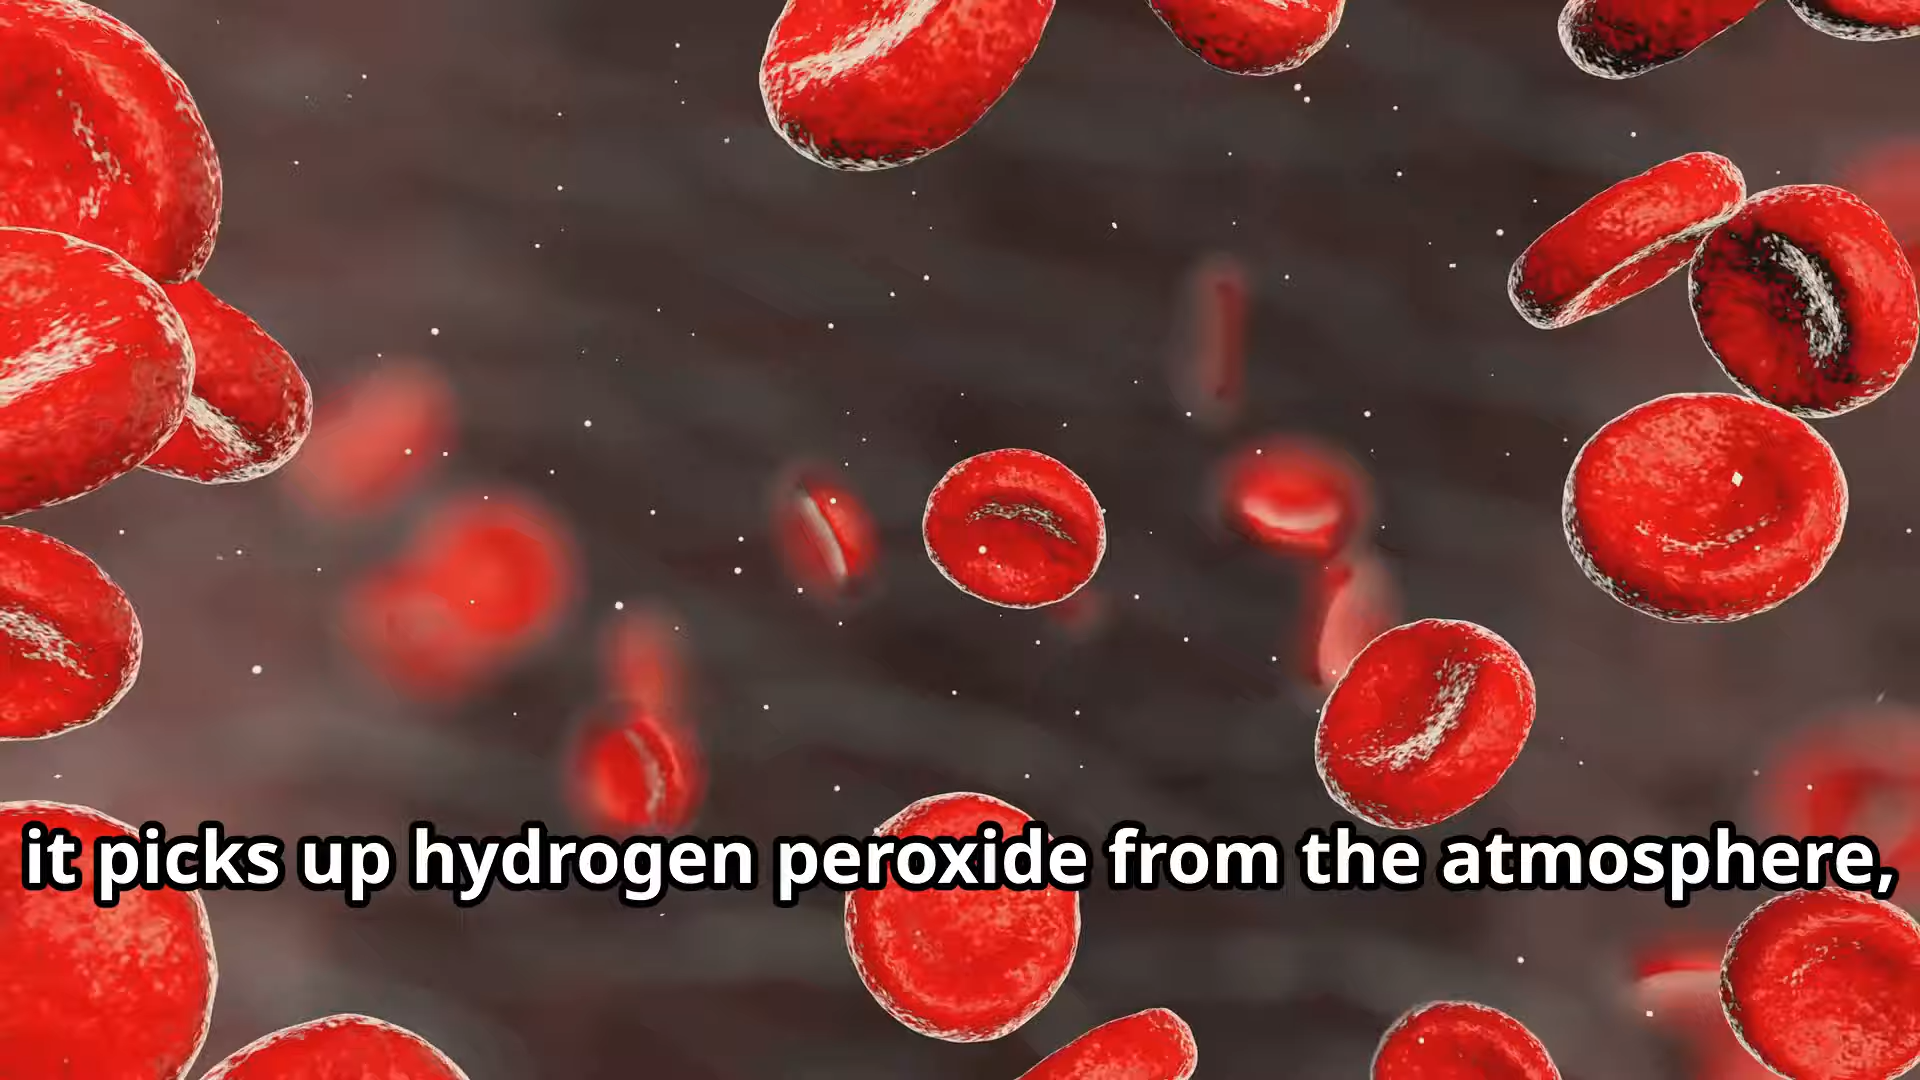 it picks up hydrogen peroxide from the atmosphere,